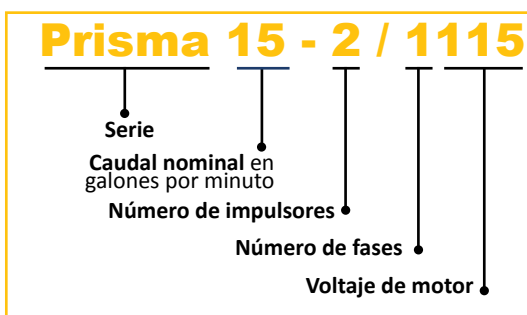 Prisma 15 - 2 / 1115
Serie
Caudal nominal en
galones por minuto
Número de impulsores
Número de fases
Voltaje de motor